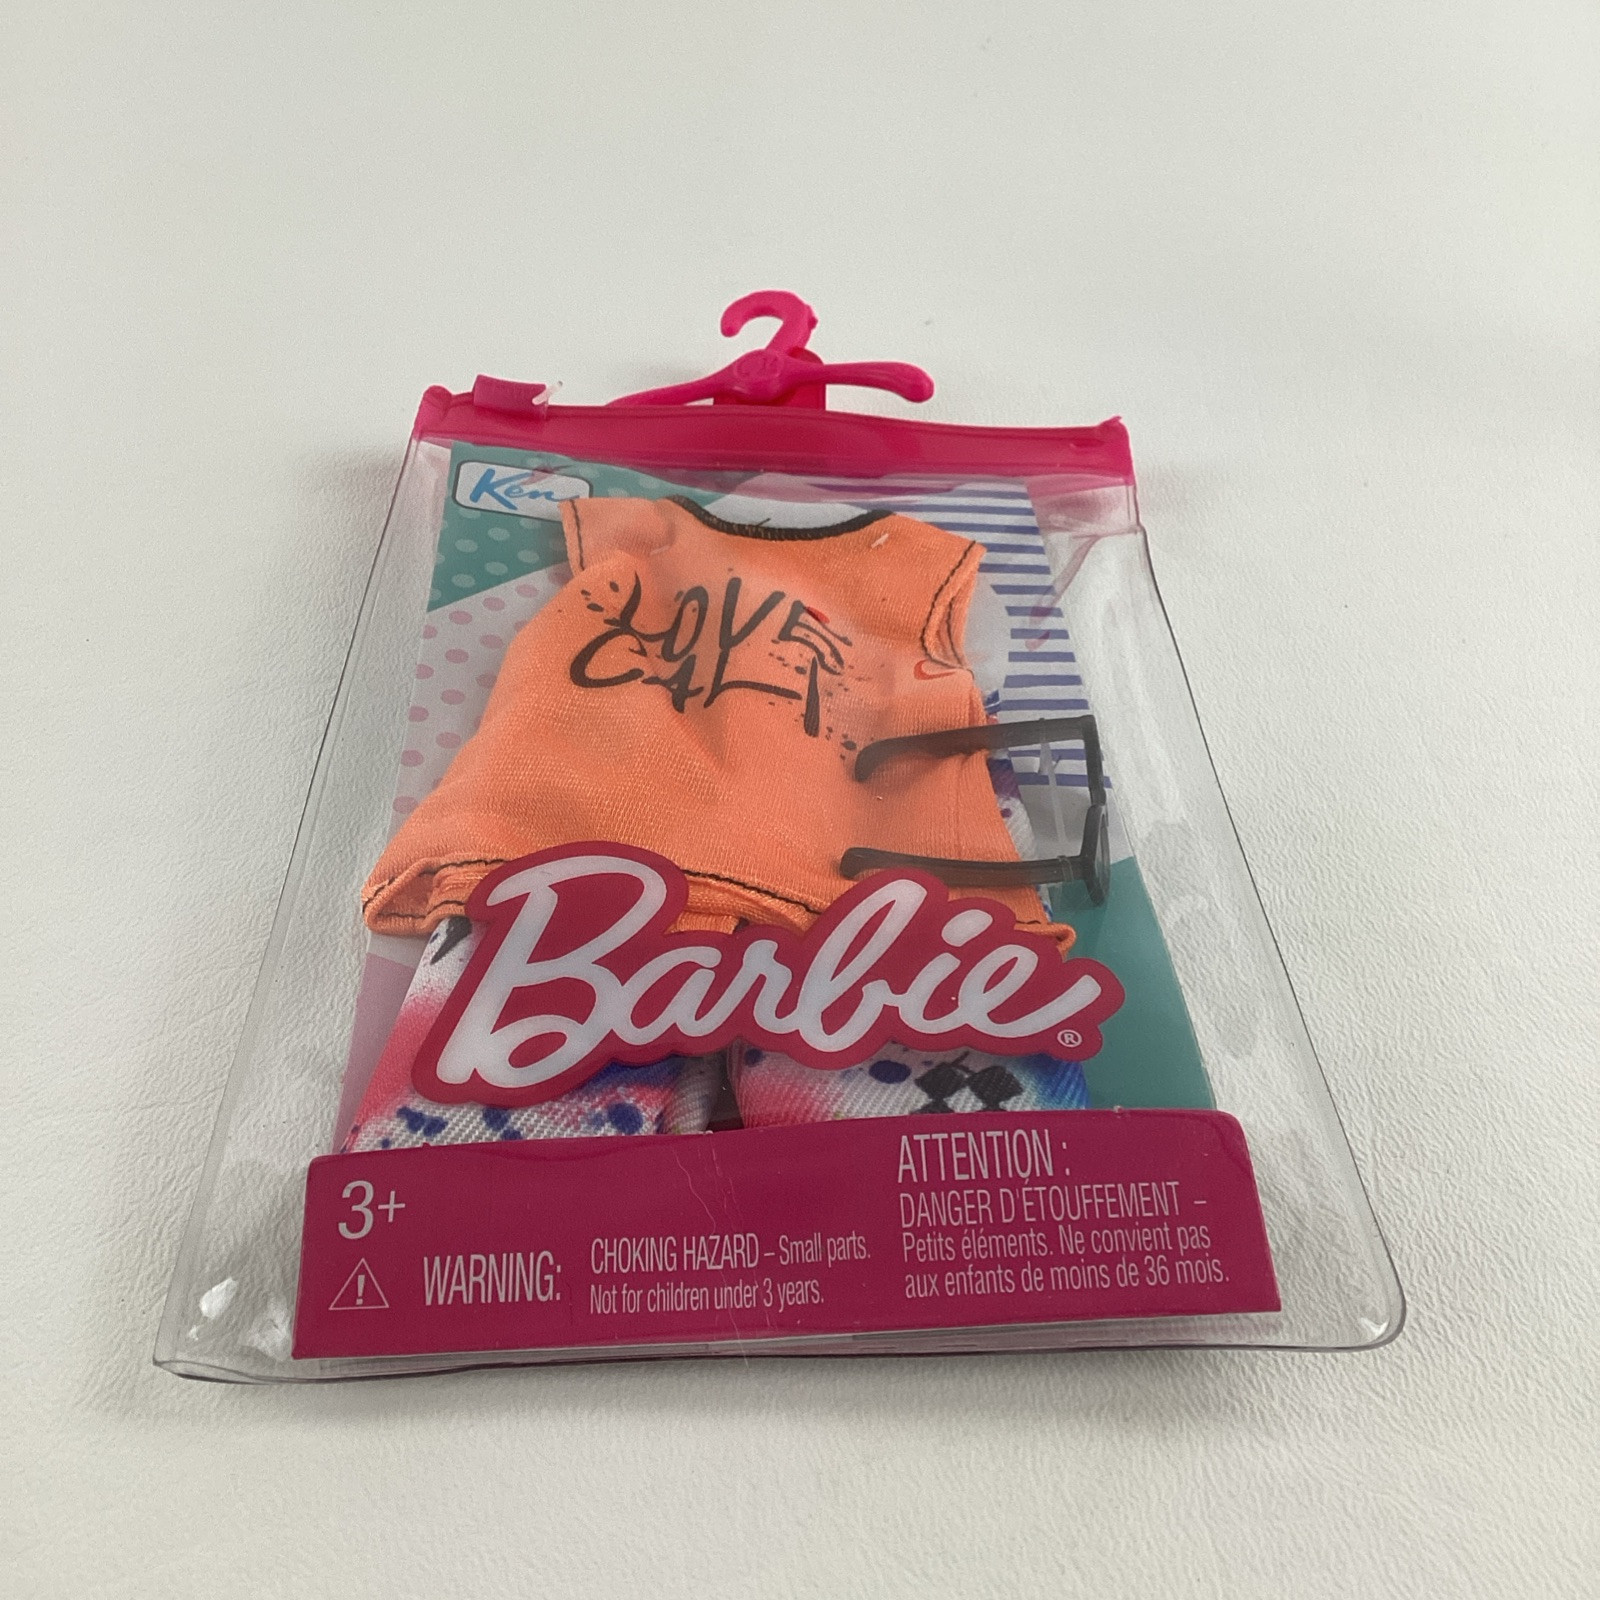 Ken
LOVE
CALI
Barbie®
3+
WARNING:
CHOKING HAZARD – Small parts.
Not for children under 3 years.
ATTENTION :
DANGER D'ÉTOUFFEMENT –
Petits éléments. Ne convient pas
aux enfants de moins de 36 mois.